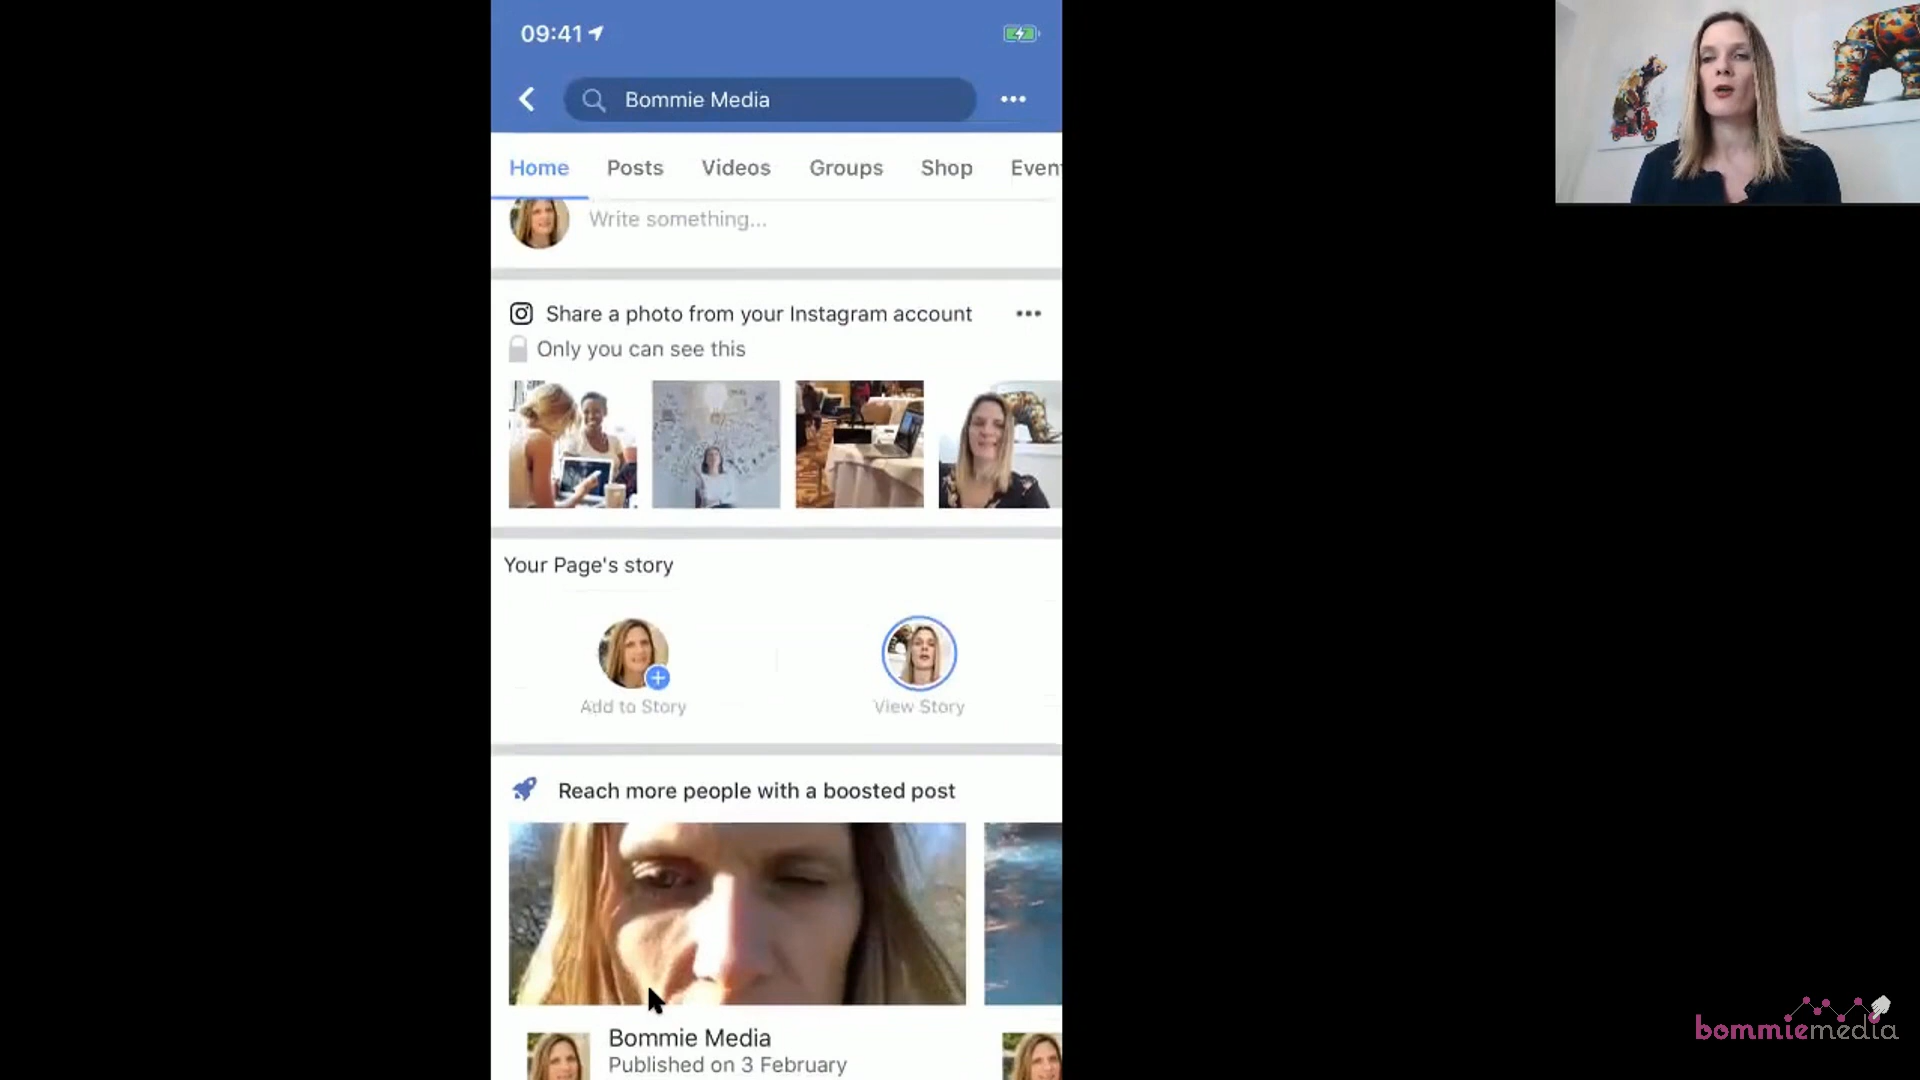 09:41
Bommie Media
Home Posts Videos Groups Shop Even
Write something...
Share a photo from your Instagram account
Only you can see this
Your Page's story
Add to Story View Story
Reach more people with a boosted post
Bommie Media
Published on 3 February
bommiemedia